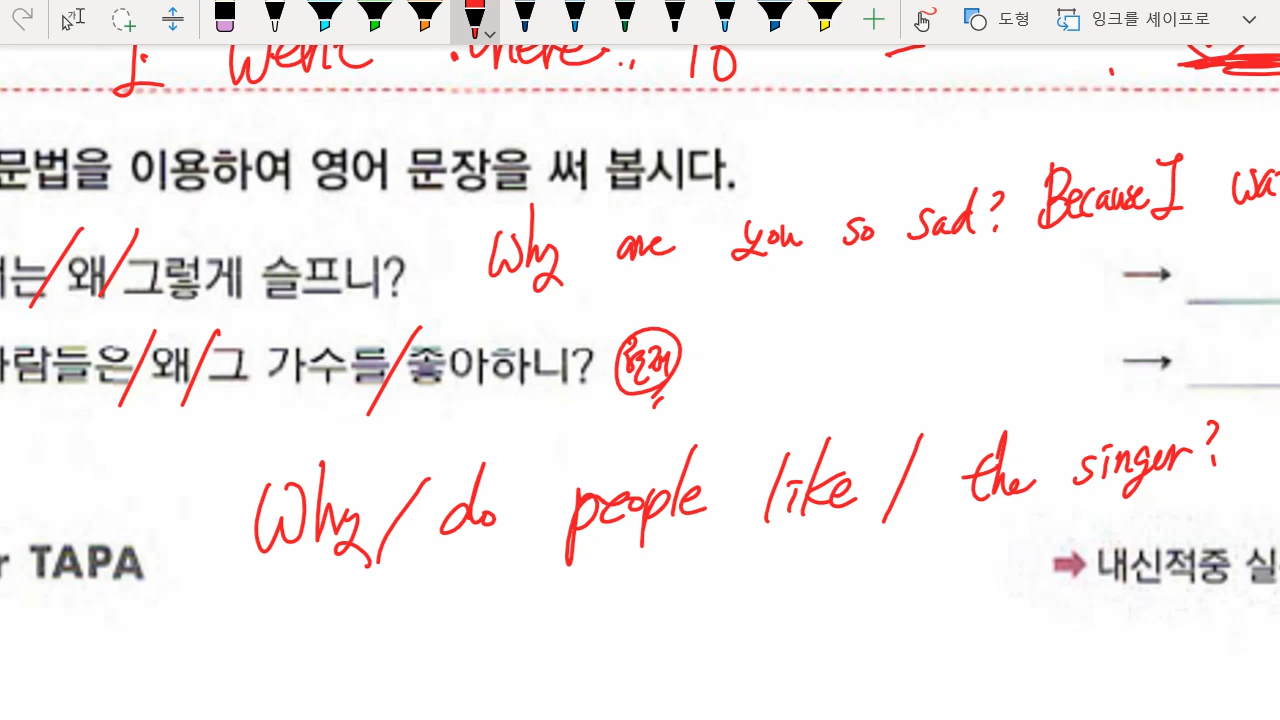 도형 잉크를 셰이프로
I went there. to
문법을 이용하여 영어 문장을 써 봅시다.
Why are you so sad? Because I wa
는 왜 그렇게 슬프니? →
람들은 왜 그 가수를 좋아하니? →
Why / do people like / the singer?
TAPA
➡ 내신적중 실